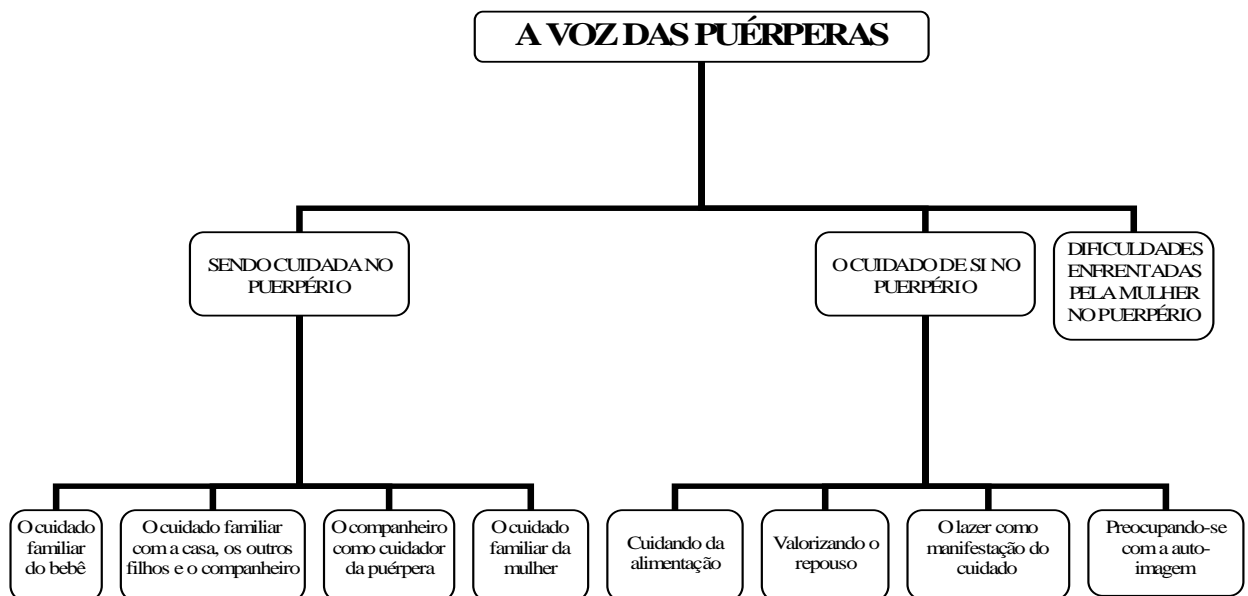 A VOZ DAS PUÉRPERAS
SENDO CUIDADA NO
PUERPÉRIO
O CUIDADO DE SI NO
PUERPÉRIO
DIFICULDADES
ENFRENTADAS
PELA MULHER
NO PUERPÉRIO
O cuidado
familiar
do bebê
O cuidado familiar
com a casa, os outros
filhos e o companheiro
O companheiro
como cuidador
da puérpera
O cuidado
familiar da
mulher
Cuidando da
alimentação
Valorizando o
repouso
O lazer como
manifestação do
cuidado
Preocupando-se
com a auto-
imagem